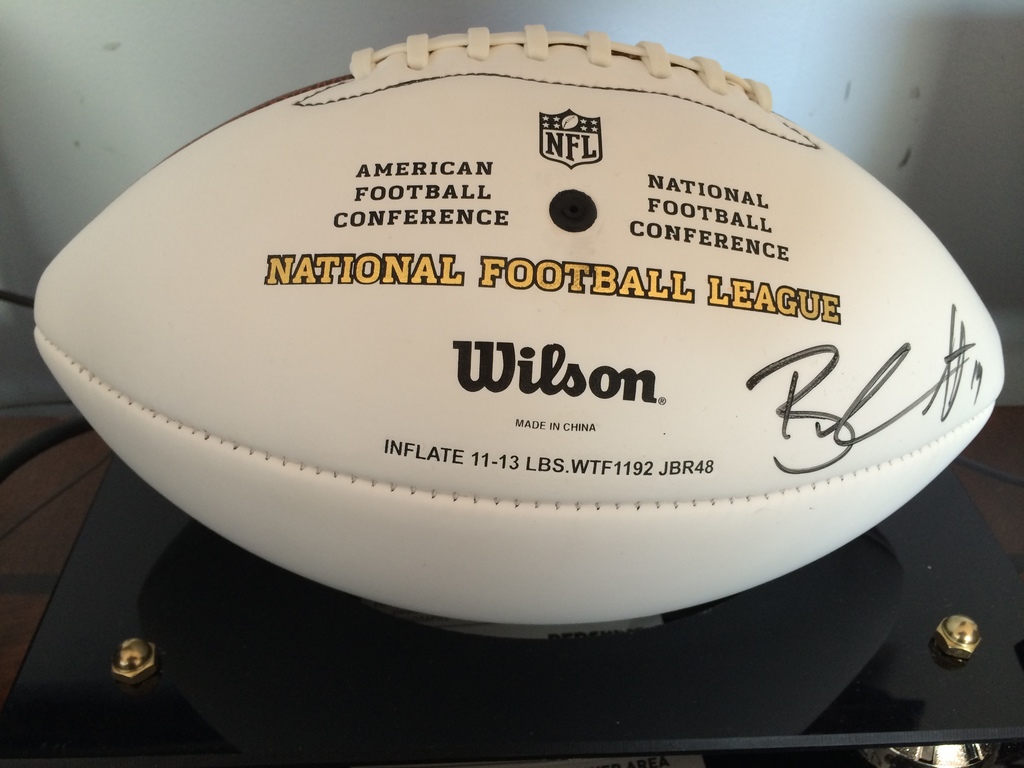 NFL
AMERICAN
FOOTBALL
CONFERENCE
NATIONAL
FOOTBALL
CONFERENCE
NATIONAL FOOTBALL LEAGUE
Wilson®
MADE IN CHINA
INFLATE 11-13 LBS.WTF1192 JBR48
AREA